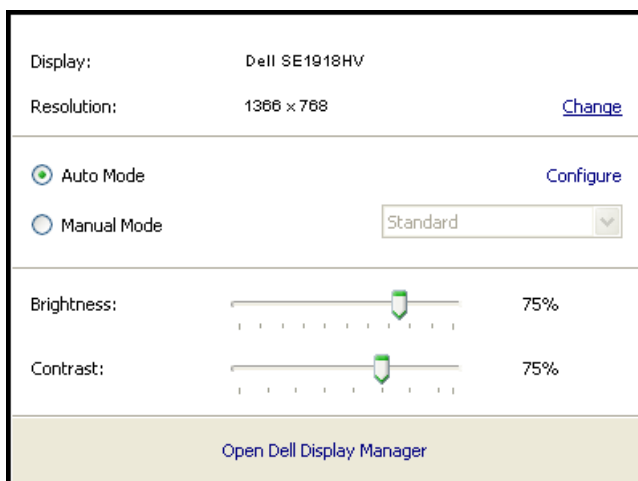 Display: Dell SE1918HV
Resolution: 1366 x 768 Change
Auto Mode Configure
Manual Mode Standard
Brightness: 75%
Contrast: 75%
Open Dell Display Manager